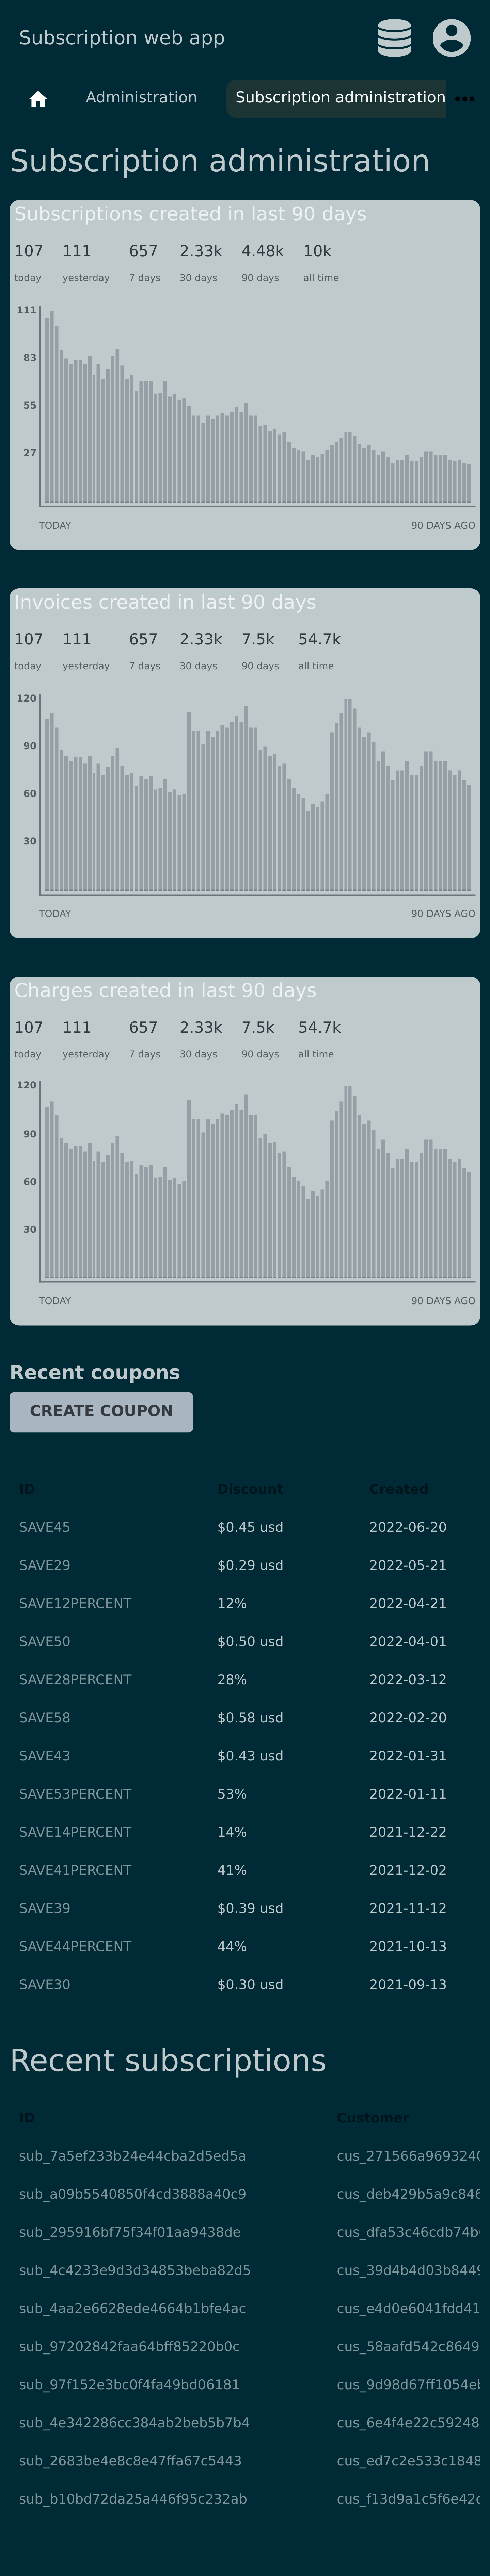 Subscription web app
Administration
Subscription administration
Subscription administration
Subscriptions created in last 90 days
107 111 657 2.33k 4.48k 10k
today yesterday 7 days 30 days 90 days all time
111
83
55
27
TODAY 90 DAYS AGO
Invoices created in last 90 days
107 111 657 2.33k 7.5k 54.7k
today yesterday 7 days 30 days 90 days all time
120
90
60
30
TODAY 90 DAYS AGO
Charges created in last 90 days
107 111 657 2.33k 7.5k 54.7k
today yesterday 7 days 30 days 90 days all time
120
90
60
30
TODAY 90 DAYS AGO
Recent coupons
CREATE COUPON
ID Discount Created
SAVE45 $0.45 usd 2022-06-20
SAVE29 $0.29 usd 2022-05-21
SAVE12PERCENT 12% 2022-04-21
SAVE50 $0.50 usd 2022-04-01
SAVE28PERCENT 28% 2022-03-12
SAVE58 $0.58 usd 2022-02-20
SAVE43 $0.43 usd 2022-01-31
SAVE53PERCENT 53% 2022-01-11
SAVE14PERCENT 14% 2021-12-22
SAVE41PERCENT 41% 2021-12-02
SAVE39 $0.39 usd 2021-11-12
SAVE44PERCENT 44% 2021-10-13
SAVE30 $0.30 usd 2021-09-13
Recent subscriptions
ID Customer
sub_7a5ef233b24e44cba2d5ed5a cus_271566a9693240
sub_a09b5540850f4cd3888a40c9 cus_deb429b5a9c846
sub_295916bf75f34f01aa9438de cus_dfa53c46cdb74b
sub_4c4233e9d3d34853beba82d5 cus_39d4b4d03b8449
sub_4aa2e6628ede4664b1bfe4ac cus_e4d0e6041fdd41
sub_97202842faa64bff85220b0c cus_58aafd542c8649
sub_97f152e3bc0f4fa49bd06181 cus_9d98d67ff1054e
sub_4e342286cc384ab2beb5b7b4 cus_6e4f4e22c59248
sub_2683be4e8c8e47ffa67c5443 cus_ed7c2e533c1848
sub_b10bd72da25a446f95c232ab cus_f13d9a1c5f6e42